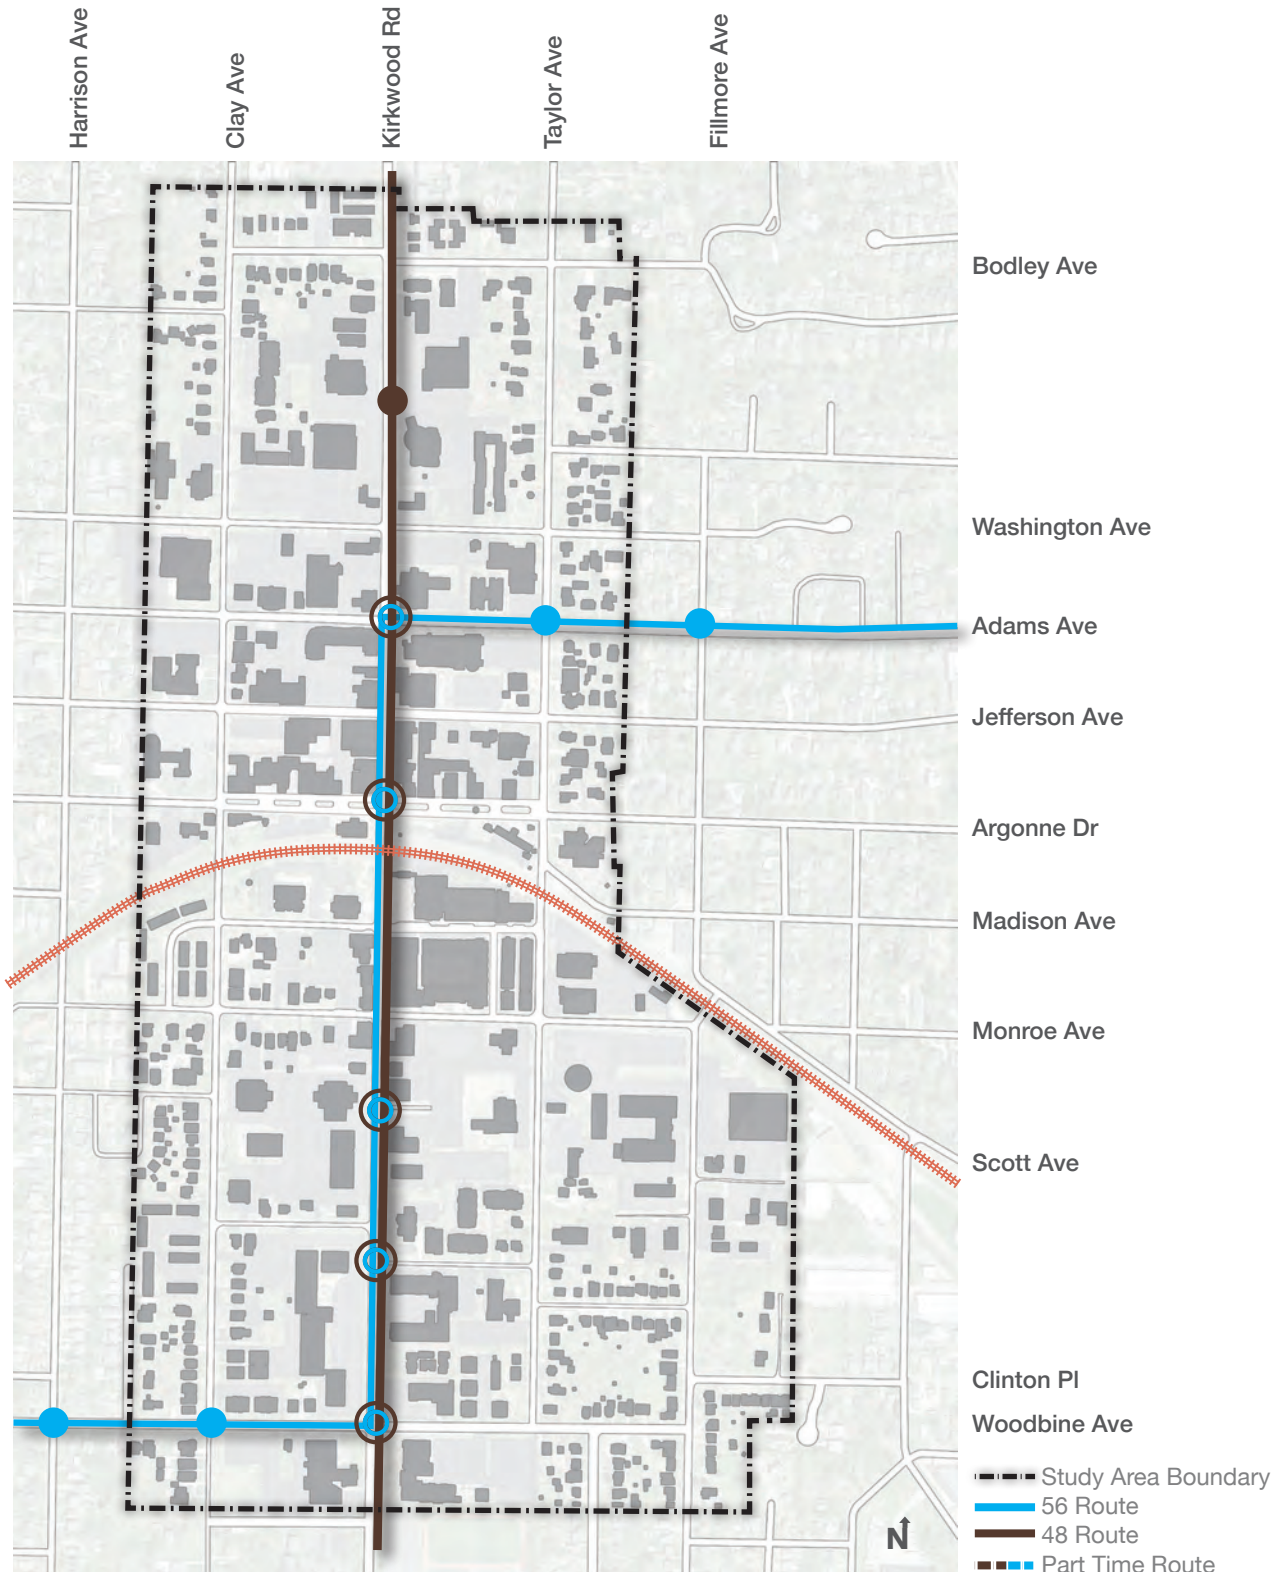 Harrison Ave
Clay Ave
Kirkwood Rd
Taylor Ave
Fillmore Ave
Bodley Ave
Washington Ave
Adams Ave
Jefferson Ave
Argonne Dr
Madison Ave
Monroe Ave
Scott Ave
Clinton Pl
Woodbine Ave
Study Area Boundary
56 Route
48 Route
Part Time Route
N